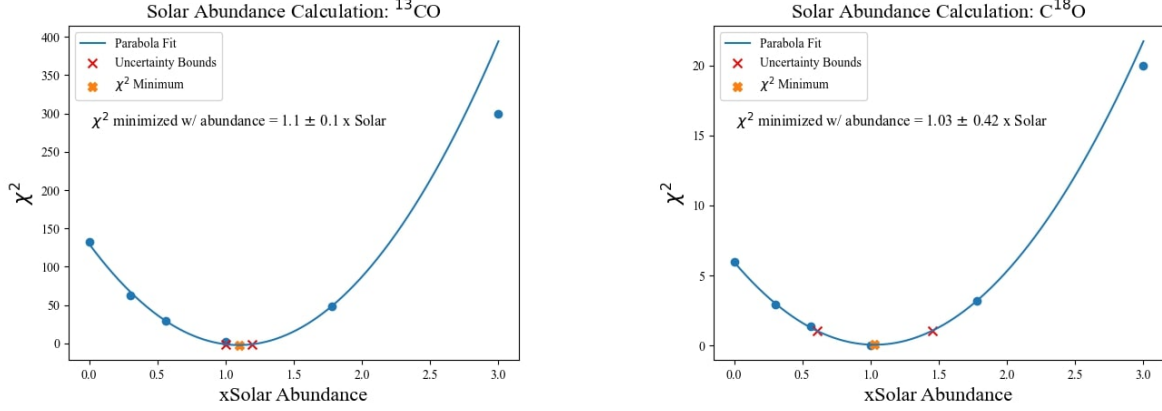 Solar Abundance Calculation: ¹³CO
400
350
300
250
200
150
100
50
0
χ²
Parabola Fit
Uncertainty Bounds
χ² Minimum
χ² minimized w/ abundance = 1.1 ± 0.1 x Solar
0.0 0.5 1.0 1.5 2.0 2.5 3.0
xSolar Abundance
Solar Abundance Calculation: C¹⁸O
20
15
10
5
0
χ²
Parabola Fit
Uncertainty Bounds
χ² Minimum
χ² minimized w/ abundance = 1.03 ± 0.42 x Solar
0.0 0.5 1.0 1.5 2.0 2.5 3.0
xSolar Abundance